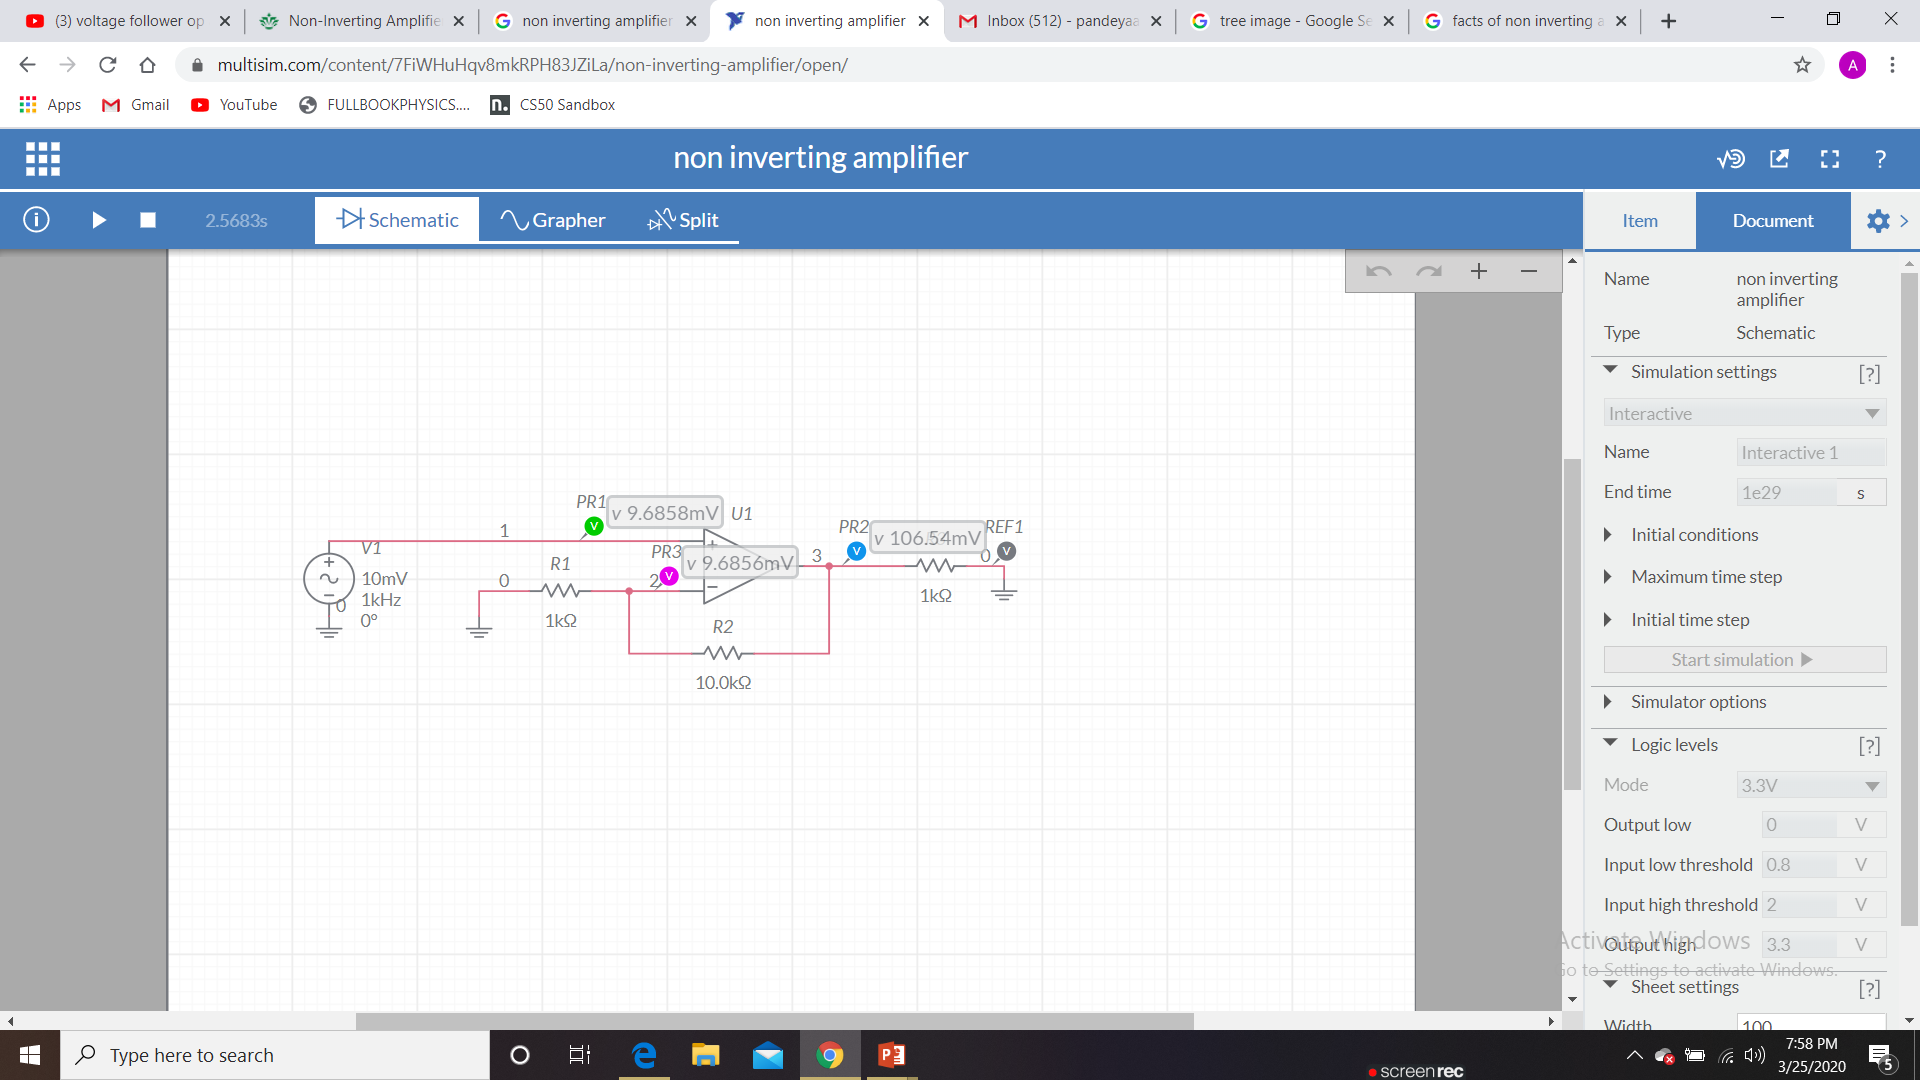 (3) voltage follower op
Non-Inverting Amplifie
non inverting amplifier
non inverting amplifier
Inbox (512) - pandeyaa
tree image - Google Se
facts of non inverting a
multisim.com/content/7FiWHuHqv8mkRPH83JZiLa/non-inverting-amplifier/open/
A
Apps
Gmail
YouTube
FULLBOOKPHYSICS....
n.
CS50 Sandbox
non inverting amplifier
?
2.5683s
Schematic
Grapher
Split
Item
Document
Name
non inverting
amplifier
Type
Schematic
Simulation settings
[?]
Interactive
Name
Interactive 1
End time
1e29
s
Initial conditions
Maximum time step
Initial time step
Start simulation
Simulator options
Logic levels
[?]
Mode
3.3V
Output low
0
V
Input low threshold
0.8
V
Input high threshold
2
V
Output high
3.3
V
Activate Windows
Go to Settings to activate Windows.
Sheet settings
[?]
Width
100
PR1
V
v 9.6858mV
U1
1
V1
10mV
1kHz
0°
0
0
R1
1kΩ
PR3
V
v 9.6856mV
2
3
PR2
V
v 106.54mV
REF1
V
0
1kΩ
R2
10.0kΩ
Type here to search
screenrec
7:58 PM
3/25/2020
5